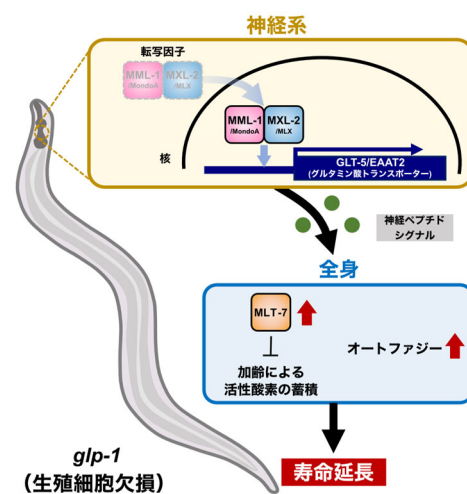 神経系
転写因子
MML-1
/MondoA
MXL-2
/MLX
MML-1
/MondoA
MXL-2
/MLX
核
GLT-5/EAAT2
(グルタミン酸トランスポーター)
神経ペプチド
シグナル
全身
MLT-7
加齢による
活性酸素の蓄積
オートファジー
glp-1
(生殖細胞欠損)
寿命延長